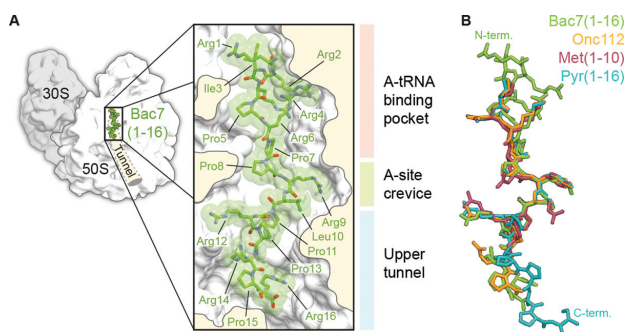 A
30S
50S
Bac7
(1-16)
Tunnel
Arg1
Arg2
Ile3
Arg4
Pro5
Arg6
Pro7
Pro8
Arg9
Leu10
Arg12
Pro11
Pro13
Arg14
Arg16
Pro15
A-tRNA
binding
pocket
A-site
crevice
Upper
tunnel
B
N-term.
Bac7(1-16)
Onc112
Met(1-10)
Pyr(1-16)
C-term.